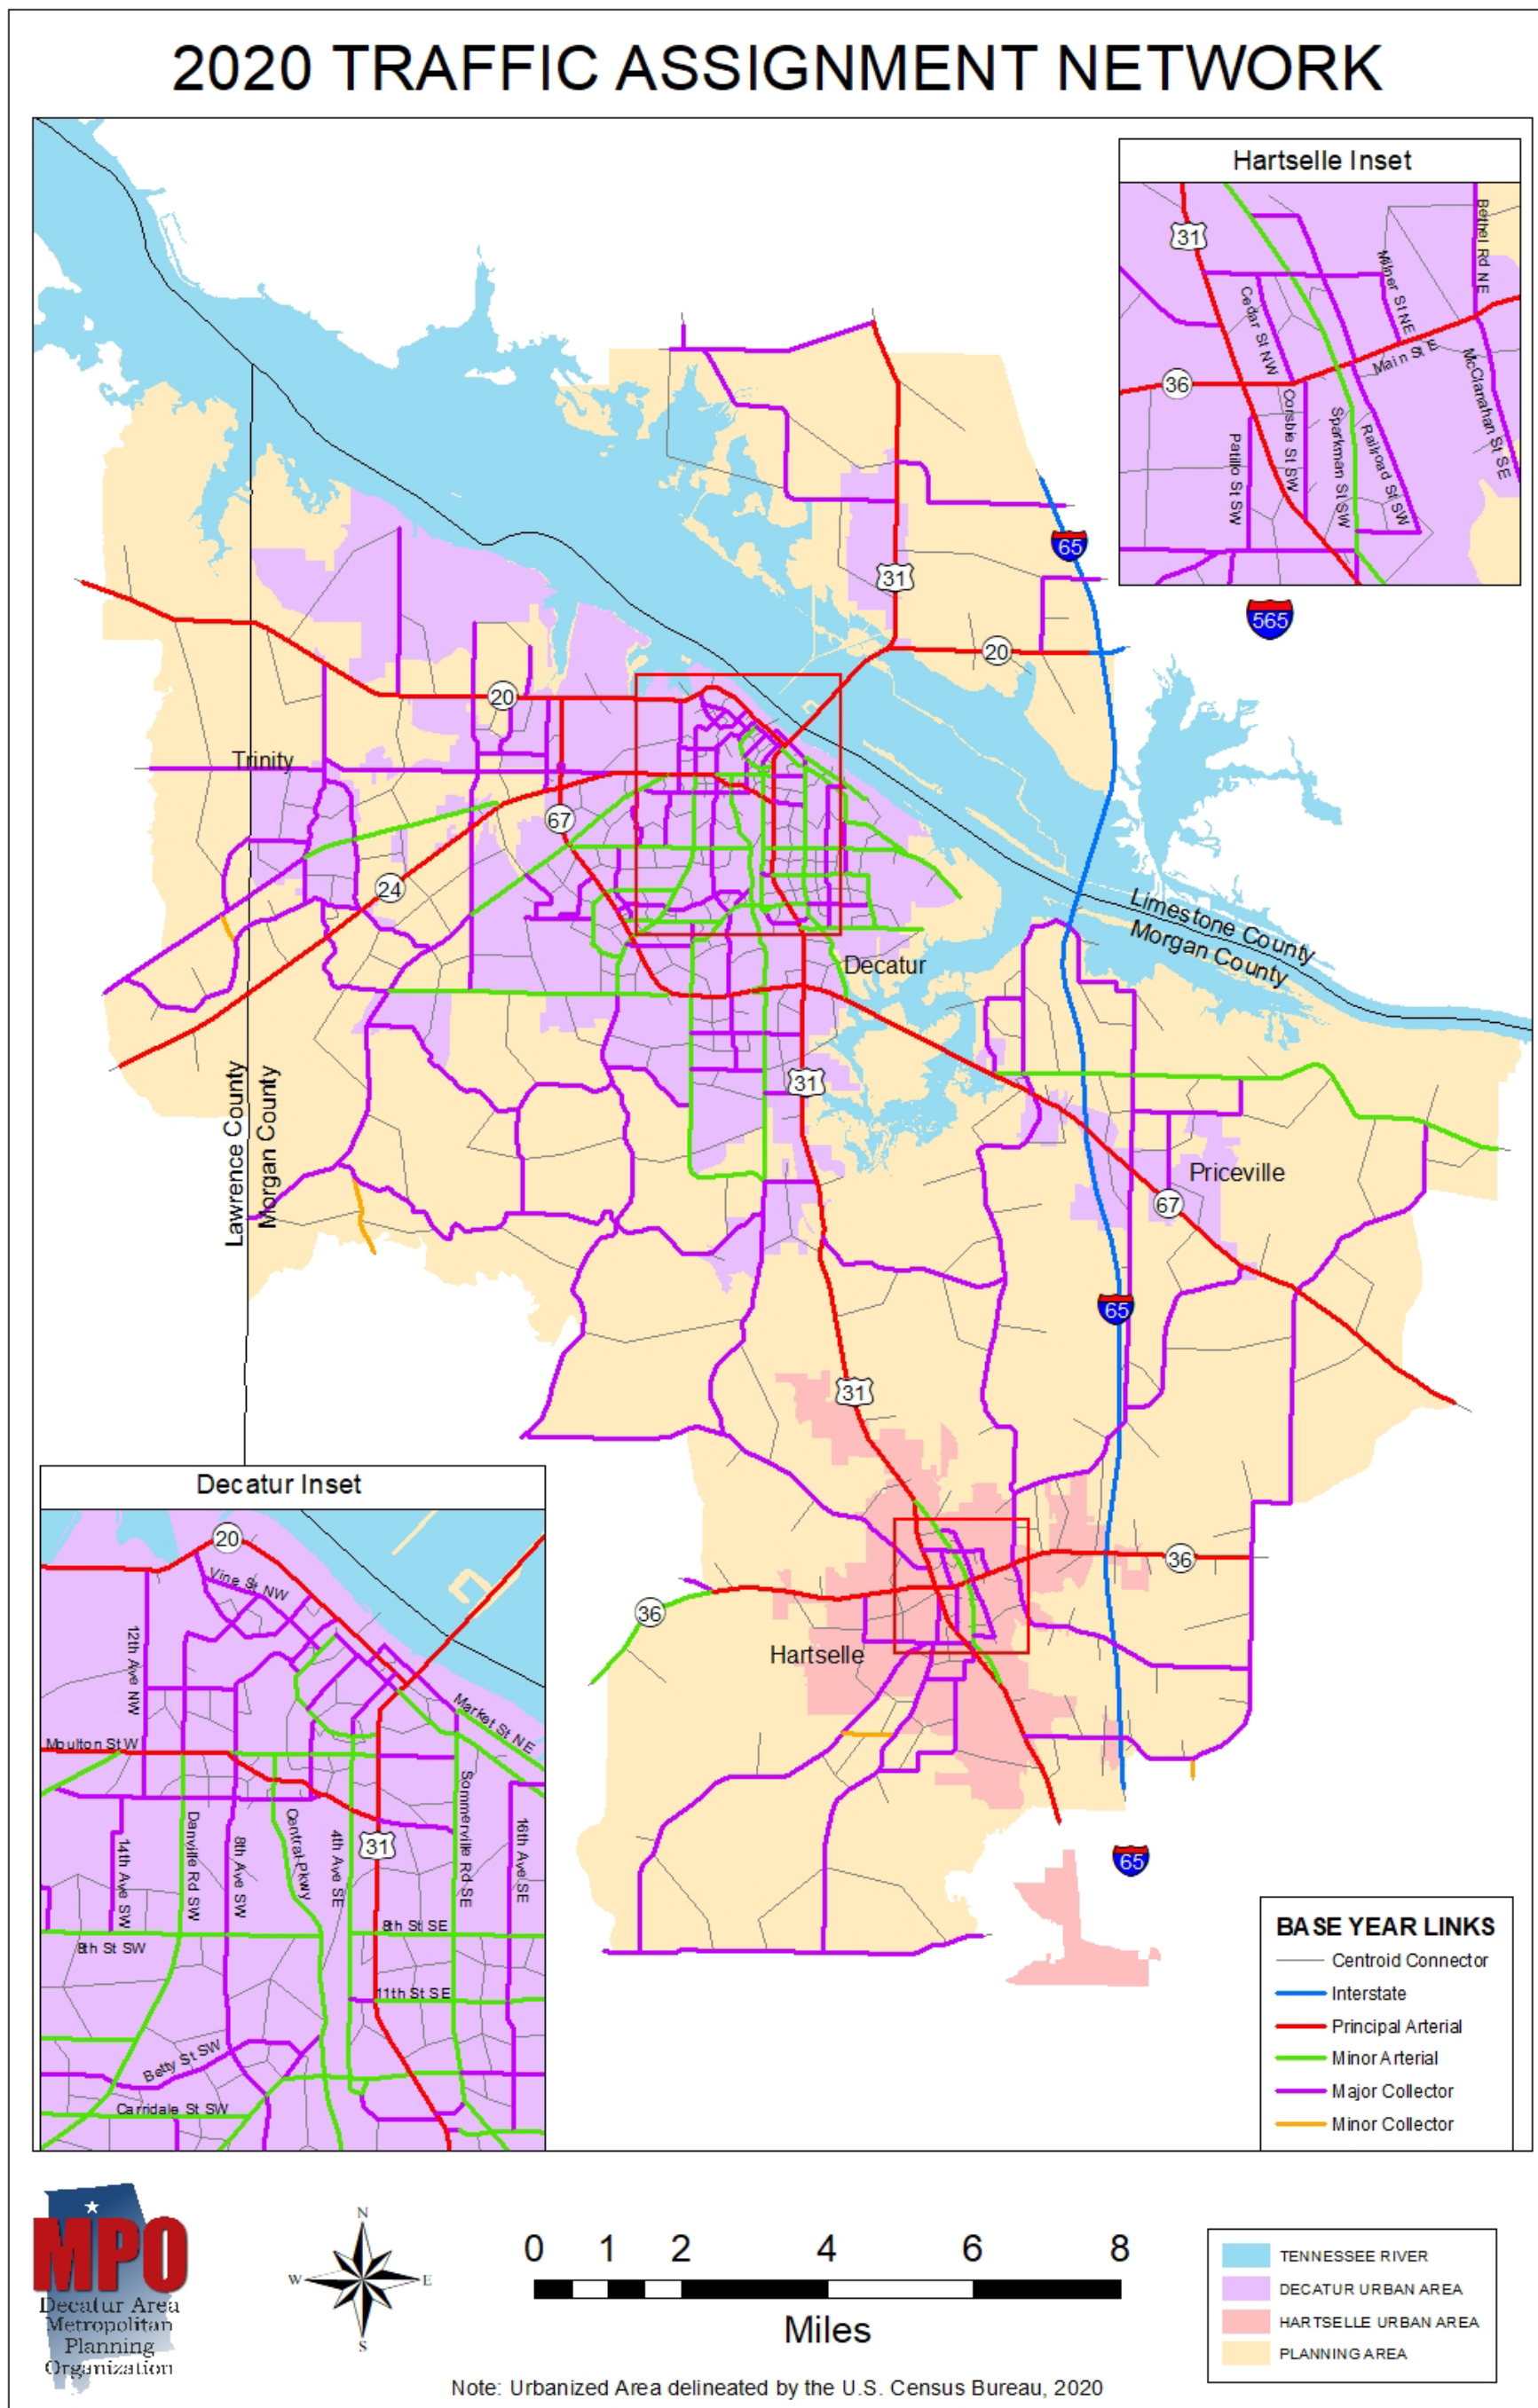 2020 TRAFFIC ASSIGNMENT NETWORK
Hartselle Inset
31
36
Cedar St NW
Milner St NE
Bethel Rd NE
Main St E
McClanahan St SE
Patillo St SW
Corsbie St SW
Sparkman St SW
Railroad St SW
65
565
31
20
20
Trinity
67
24
Limestone County
Morgan County
Decatur
Lawrence County
Morgan County
31
Priceville
67
65
31
36
36
Hartselle
65
Decatur Inset
20
Vine St NW
12th Ave NW
Market St NE
Moulton St W
Danville Rd SW
14th Ave SW
8th Ave SW
Central Pkwy
4th Ave SE
31
Sommerville Rd SE
16th Ave SE
8th St SE
8th St SW
11th St SE
Betty St SW
Carridale St SW
BASE YEAR LINKS
Centroid Connector
Interstate
Principal Arterial
Minor Arterial
Major Collector
Minor Collector
MPO
Decatur Area
Metropolitan
Planning
Organization
N
W
E
S
0 1 2 4 6 8
Miles
TENNESSEE RIVER
DECATUR URBAN AREA
HARTSELLE URBAN AREA
PLANNING AREA
Note: Urbanized Area delineated by the U.S. Census Bureau, 2020